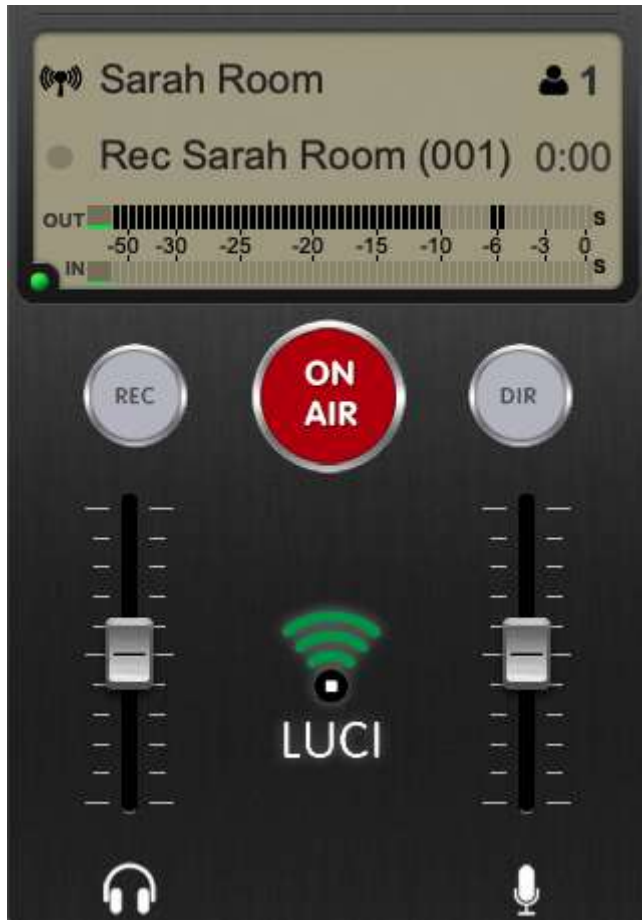 Sarah Room 1
Rec Sarah Room (001) 0:00
OUT S
-50 -30 -25 -20 -15 -10 -6 -3 0
IN S
REC
ON
AIR
DIR
LUCI